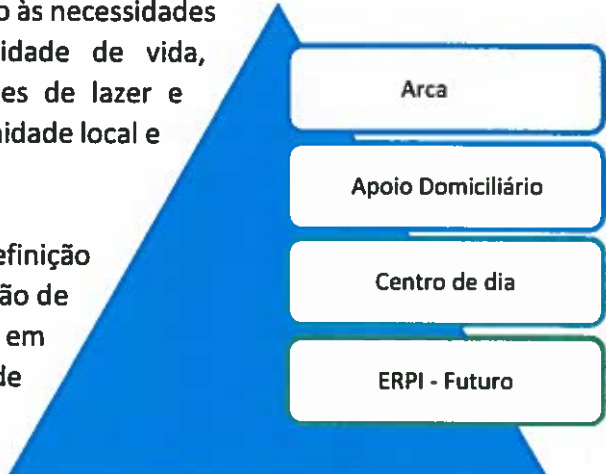 o às necessidades
idade de vida,
es de lazer e
nidade local e
efinição
ão de
em
de
Arca
Apoio Domiciliário
Centro de dia
ERPI - Futuro